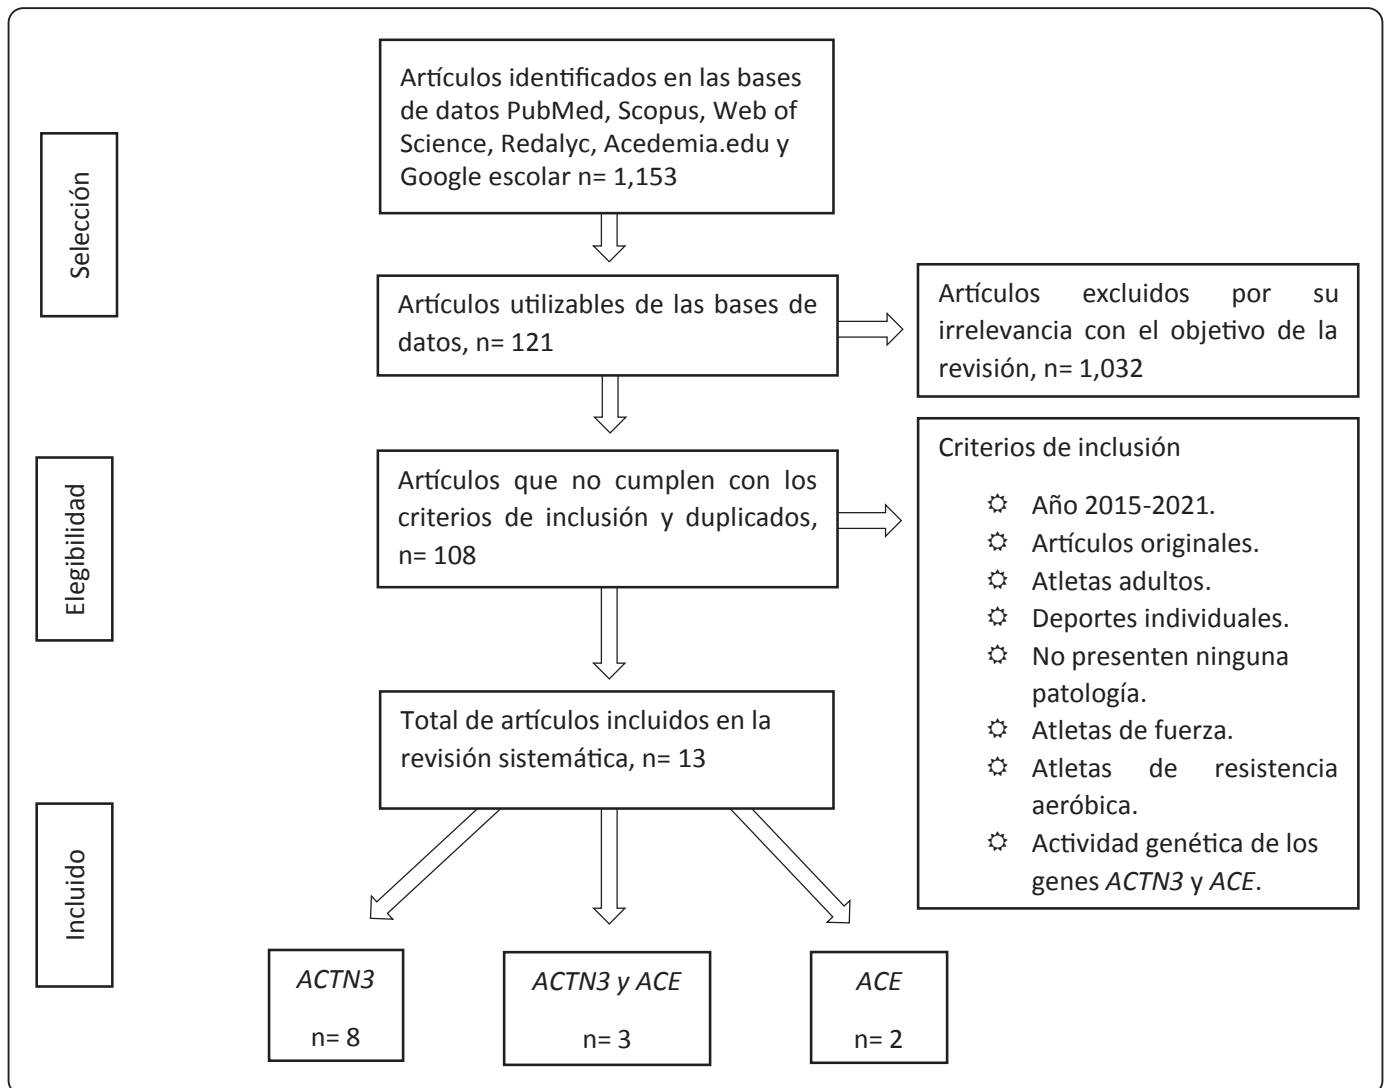 Selección
Artículos identificados en las bases
de datos PubMed, Scopus, Web of
Science, Redalyc, Acedemia.edu y
Google escolar n= 1,153
Artículos utilizables de las bases de
datos, n= 121
Artículos excluidos por su
irrelevancia con el objetivo de la
revisión, n= 1,032
Elegibilidad
Artículos que no cumplen con los
criterios de inclusión y duplicados,
n= 108
Criterios de inclusión
Año 2015-2021.
Artículos originales.
Atletas adultos.
Deportes individuales.
No presenten ninguna
patología.
Atletas de fuerza.
Atletas de resistencia
aeróbica.
Actividad genética de los
genes ACTN3 y ACE.
Total de artículos incluidos en la
revisión sistemática, n= 13
Incluido
ACTN3
n= 8
ACTN3 y ACE
n= 3
ACE
n= 2